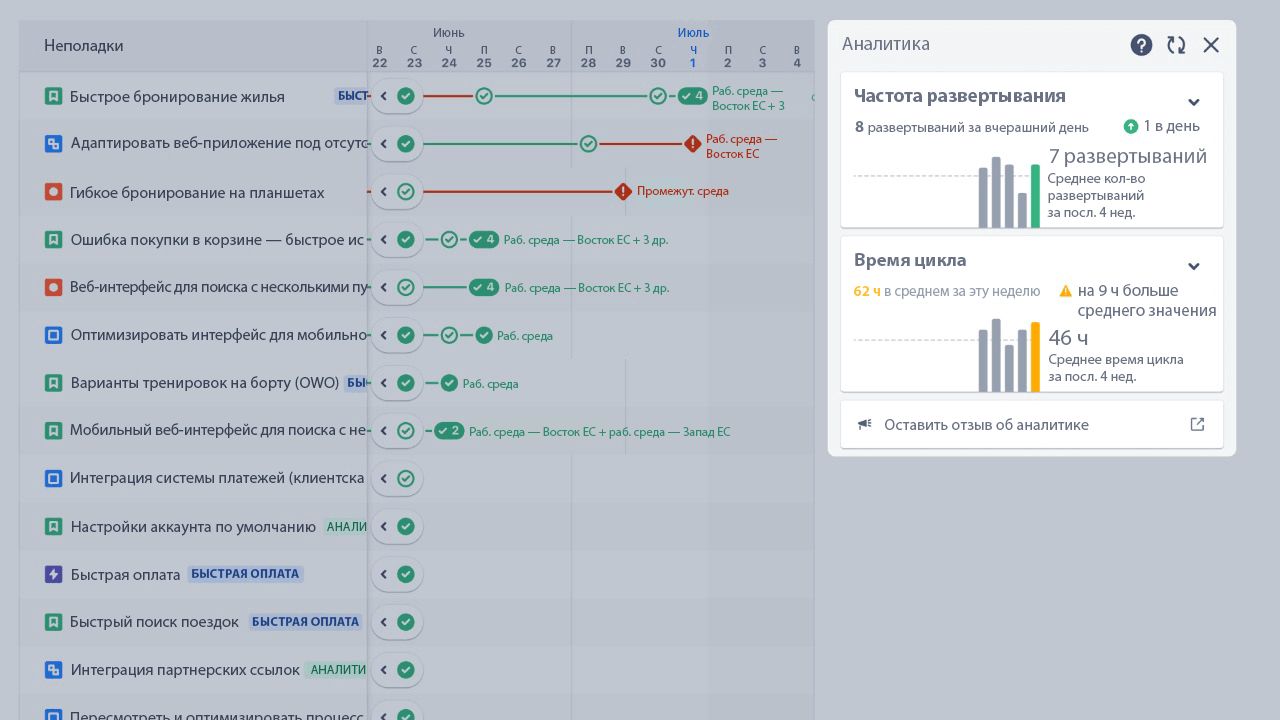 Неполадки
Июнь
Июль
В С Ч П С В П В С Ч П С В
22 23 24 25 26 27 28 29 30 1 2 3 4
Быстрое бронирование жилья БЫСТ
4 Раб. среда —
Восток ЕС + 3
Адаптировать веб-приложение под отсутс
Раб. среда —
Восток ЕС
Гибкое бронирование на планшетах
Промежут. среда
Ошибка покупки в корзине — быстрое ис
4 Раб. среда — Восток ЕС + 3 др.
Веб-интерфейс для поиска с несколькими пу
4 Раб. среда — Восток ЕС + 3 др.
Оптимизировать интерфейс для мобильно
Раб. среда
Варианты тренировок на борту (OWO) БЫ
Раб. среда
Мобильный веб-интерфейс для поиска с не
2 Раб. среда — Восток ЕС + раб. среда — Запад ЕС
Интеграция системы платежей (клиентска
Настройки аккаунта по умолчанию АНАЛИ
Быстрая оплата БЫСТРАЯ ОПЛАТА
Быстрый поиск поездок БЫСТРАЯ ОПЛАТА
Интеграция партнерских ссылок АНАЛИТИ
Пересмотреть и оптимизировать процесс
Аналитика
Частота развертывания
8 развертываний за вчерашний день
1 в день
7 развертываний
Среднее кол-во
развертываний
за посл. 4 нед.
Время цикла
62 ч в среднем за эту неделю
на 9 ч больше
среднего значения
46 ч
Среднее время цикла
за посл. 4 нед.
Оставить отзыв об аналитике